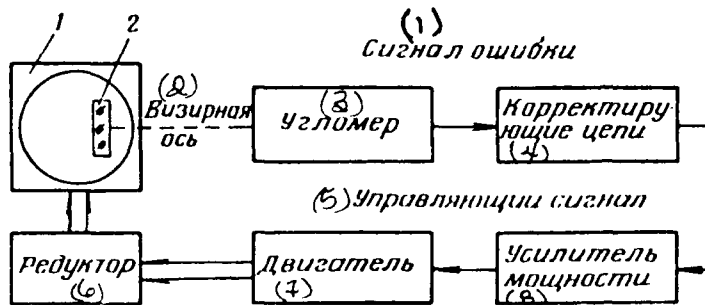 1
2
(1)
Сигнал ошибки
(2)
Визирная
ось
(3)
Угломер
Корректиру-
ющие цепи
(4)
(5) Управляющий сигнал
Редуктор
(6)
Двигатель
(7)
Усилитель
мощности
(8)